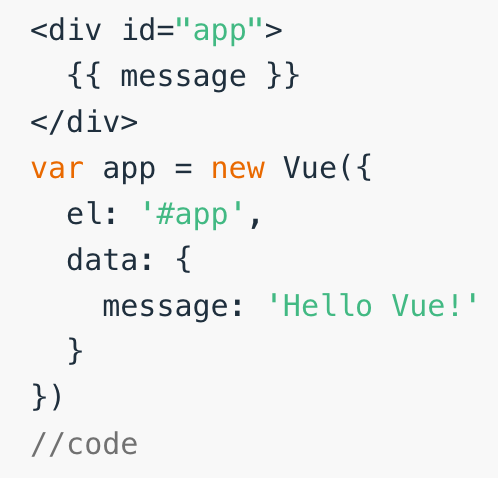 <div id="app">
  {{ message }}
</div>
var app = new Vue({
  el: '#app',
  data: {
    message: 'Hello Vue!'
  }
})
//code